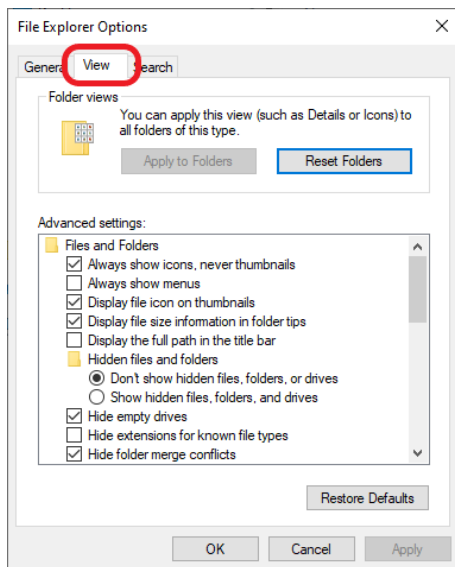 File Explorer Options
General View Search
Folder views
You can apply this view (such as Details or Icons) to
all folders of this type.
Apply to Folders Reset Folders
Advanced settings:
Files and Folders
Always show icons, never thumbnails
Always show menus
Display file icon on thumbnails
Display file size information in folder tips
Display the full path in the title bar
Hidden files and folders
Don't show hidden files, folders, or drives
Show hidden files, folders, and drives
Hide empty drives
Hide extensions for known file types
Hide folder merge conflicts
Restore Defaults
OK Cancel Apply